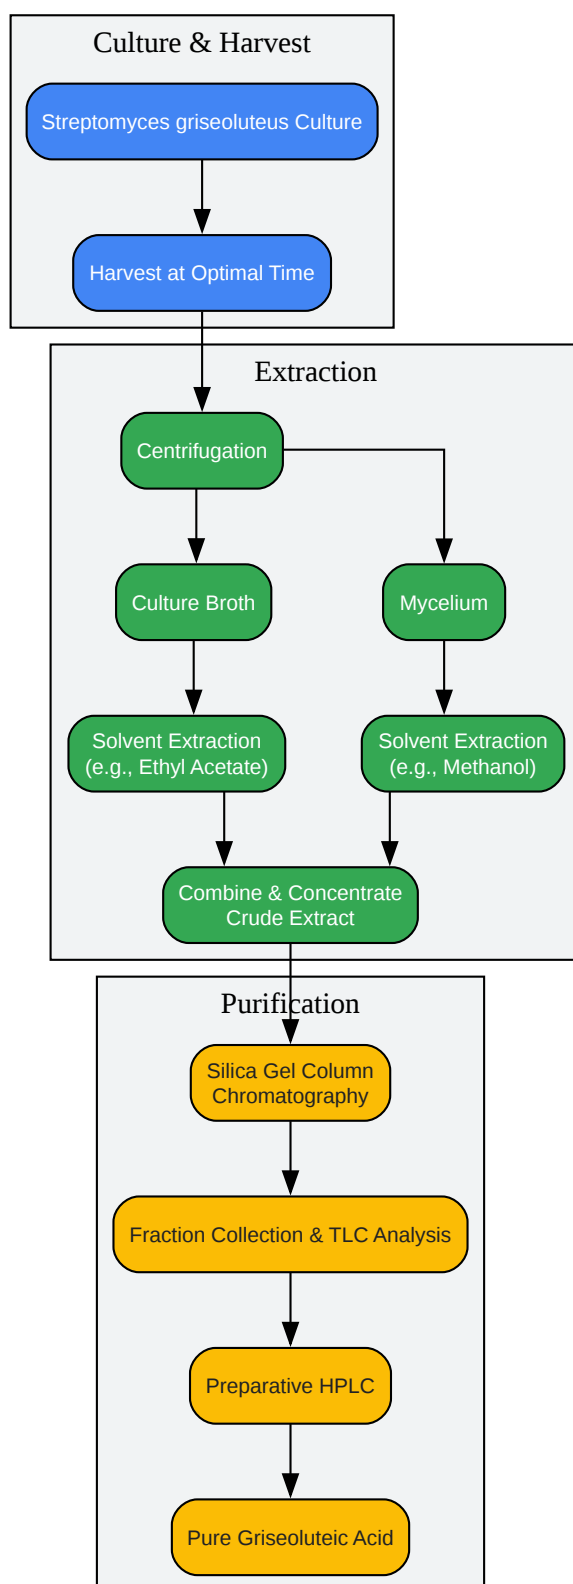 Culture & Harvest
Streptomyces griseoluteus Culture
Harvest at Optimal Time
Extraction
Centrifugation
Culture Broth
Mycelium
Solvent Extraction
(e.g., Ethyl Acetate)
Solvent Extraction
(e.g., Methanol)
Combine & Concentrate
Crude Extract
Purification
Silica Gel Column
Chromatography
Fraction Collection & TLC Analysis
Preparative HPLC
Pure Griseoluteic Acid